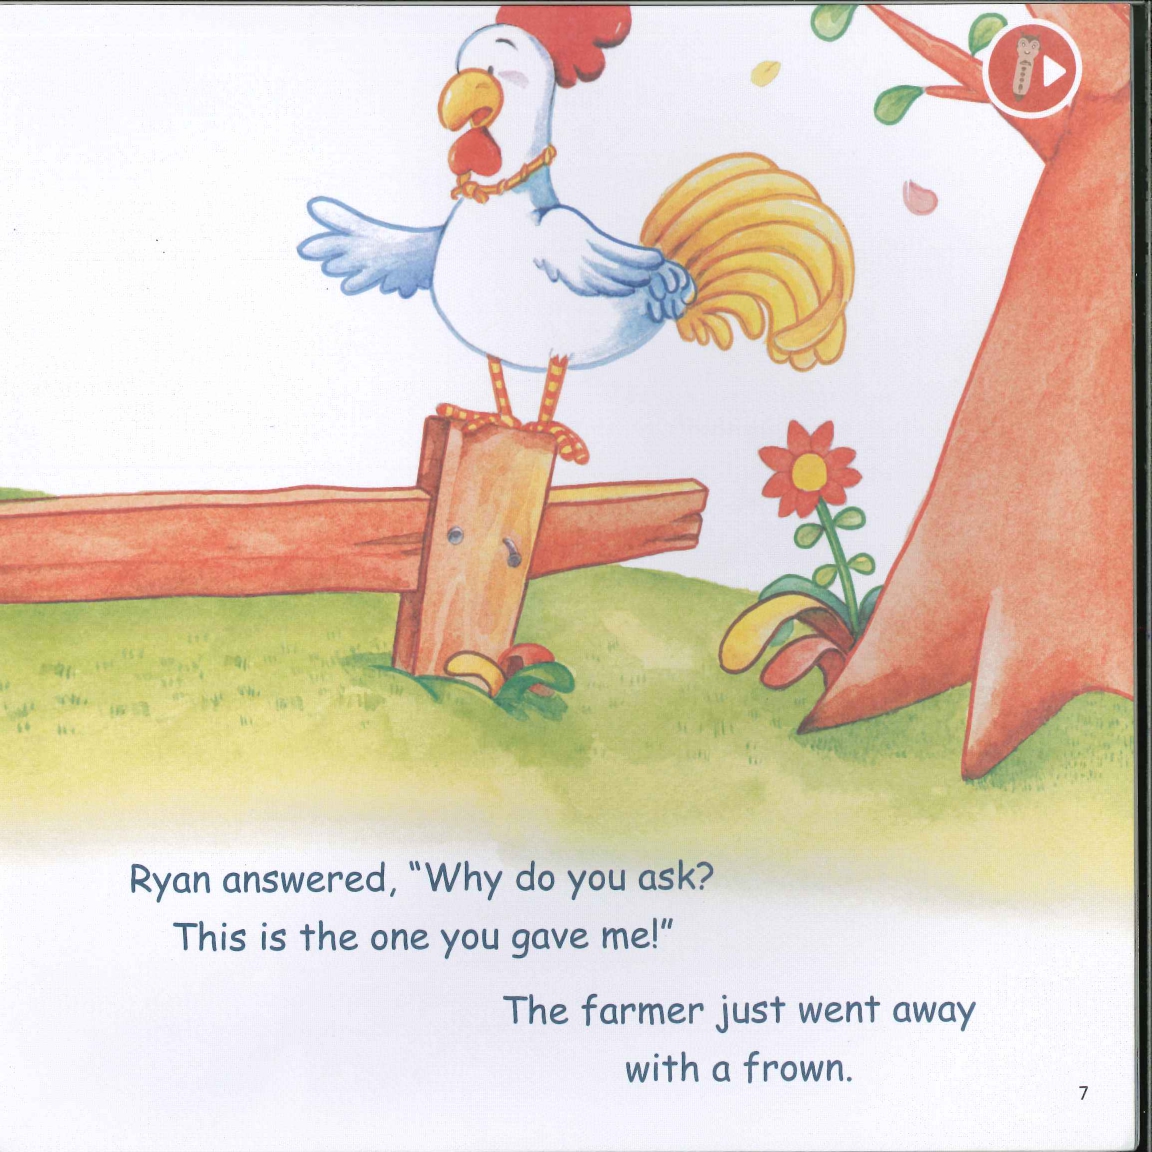 Ryan answered, “Why do you ask?
This is the one you gave me!”
The farmer just went away
with a frown.
7